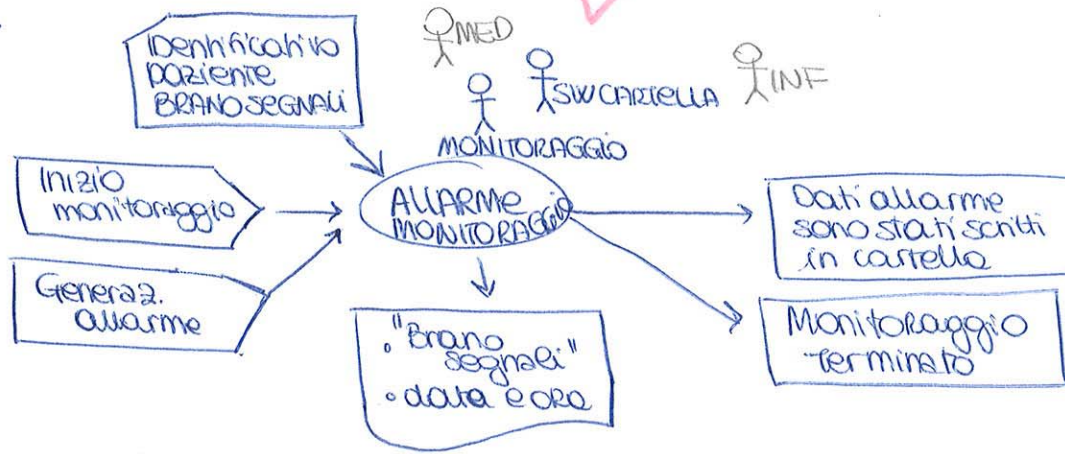 IDentificativo
paziente
BRANO SEGNALI
MED
SW CARTELLA
INF
MONITORAGGIO
Inizio
monitoraggio
ALLARME
MONITORAGGIO
Dati allarme
sono stati scritti
in cartella
Generaz.
allarme
"Brano
segnali"
data e ora
Monitoraggio
terminato